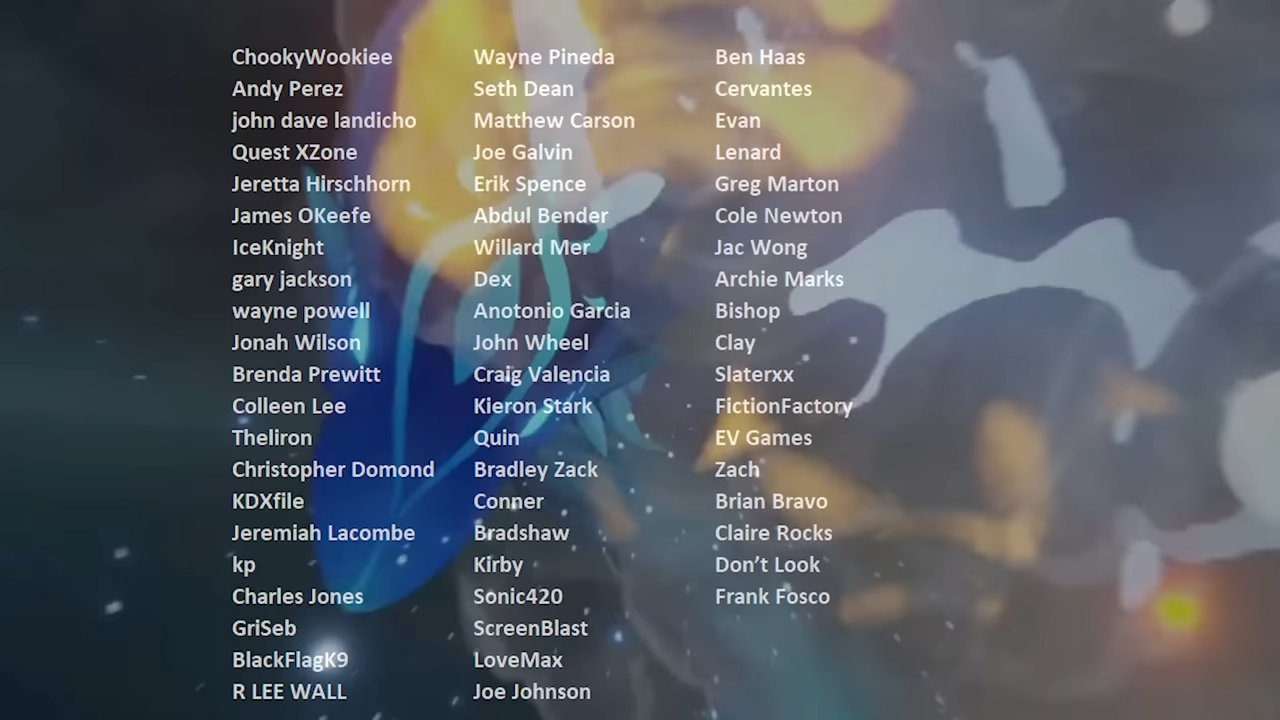 ChookyWookiee
Andy Perez
john dave landicho
Quest XZone
Jeretta Hirschhorn
James OKeefe
IceKnight
gary jackson
wayne powell
Jonah Wilson
Brenda Prewitt
Colleen Lee
Theliron
Christopher Domond
KDXfile
Jeremiah Lacombe
kp
Charles Jones
GriSeb
BlackFlagK9
R LEE WALL
Wayne Pineda
Seth Dean
Matthew Carson
Joe Galvin
Erik Spence
Abdul Bender
Willard Mer
Dex
Anotonio Garcia
John Wheel
Craig Valencia
Kieron Stark
Quin
Bradley Zack
Conner
Bradshaw
Kirby
Sonic420
ScreenBlast
LoveMax
Joe Johnson
Ben Haas
Cervantes
Evan
Lenard
Greg Marton
Cole Newton
Jac Wong
Archie Marks
Bishop
Clay
Slaterxx
FictionFactory
EV Games
Zach
Brian Bravo
Claire Rocks
Don’t Look
Frank Fosco